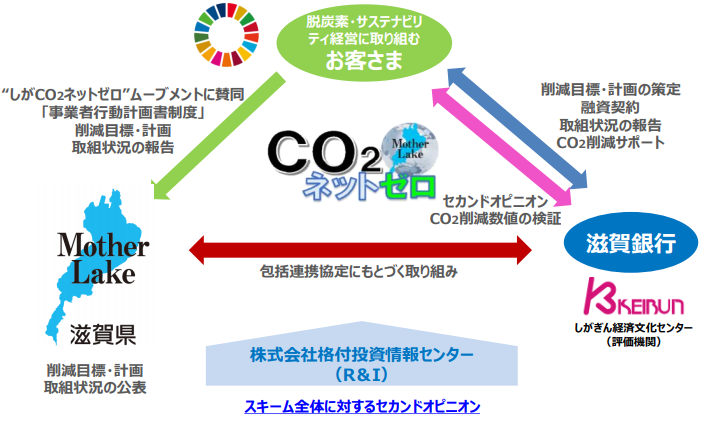 脱炭素・サステナビリ
ティ経営に取り組む
お客さま
“しがCO2ネットゼロ”ムーブメントに賛同
「事業者行動計画書制度」
削減目標・計画
取組状況の報告
削減目標・計画の策定
融資契約
取組状況の報告
CO2削減サポート
CO2
Mother
Lake
ネットゼロ
セカンドオピニオン
CO2削減数値の検証
Mother
Lake
滋賀県
滋賀銀行
包括連携協定にもとづく取り組み
KEIBUN
しがぎん経済文化センター
（評価機関）
削減目標・計画
取組状況の公表
株式会社格付投資情報センター
（R&I）
スキーム全体に対するセカンドオピニオン